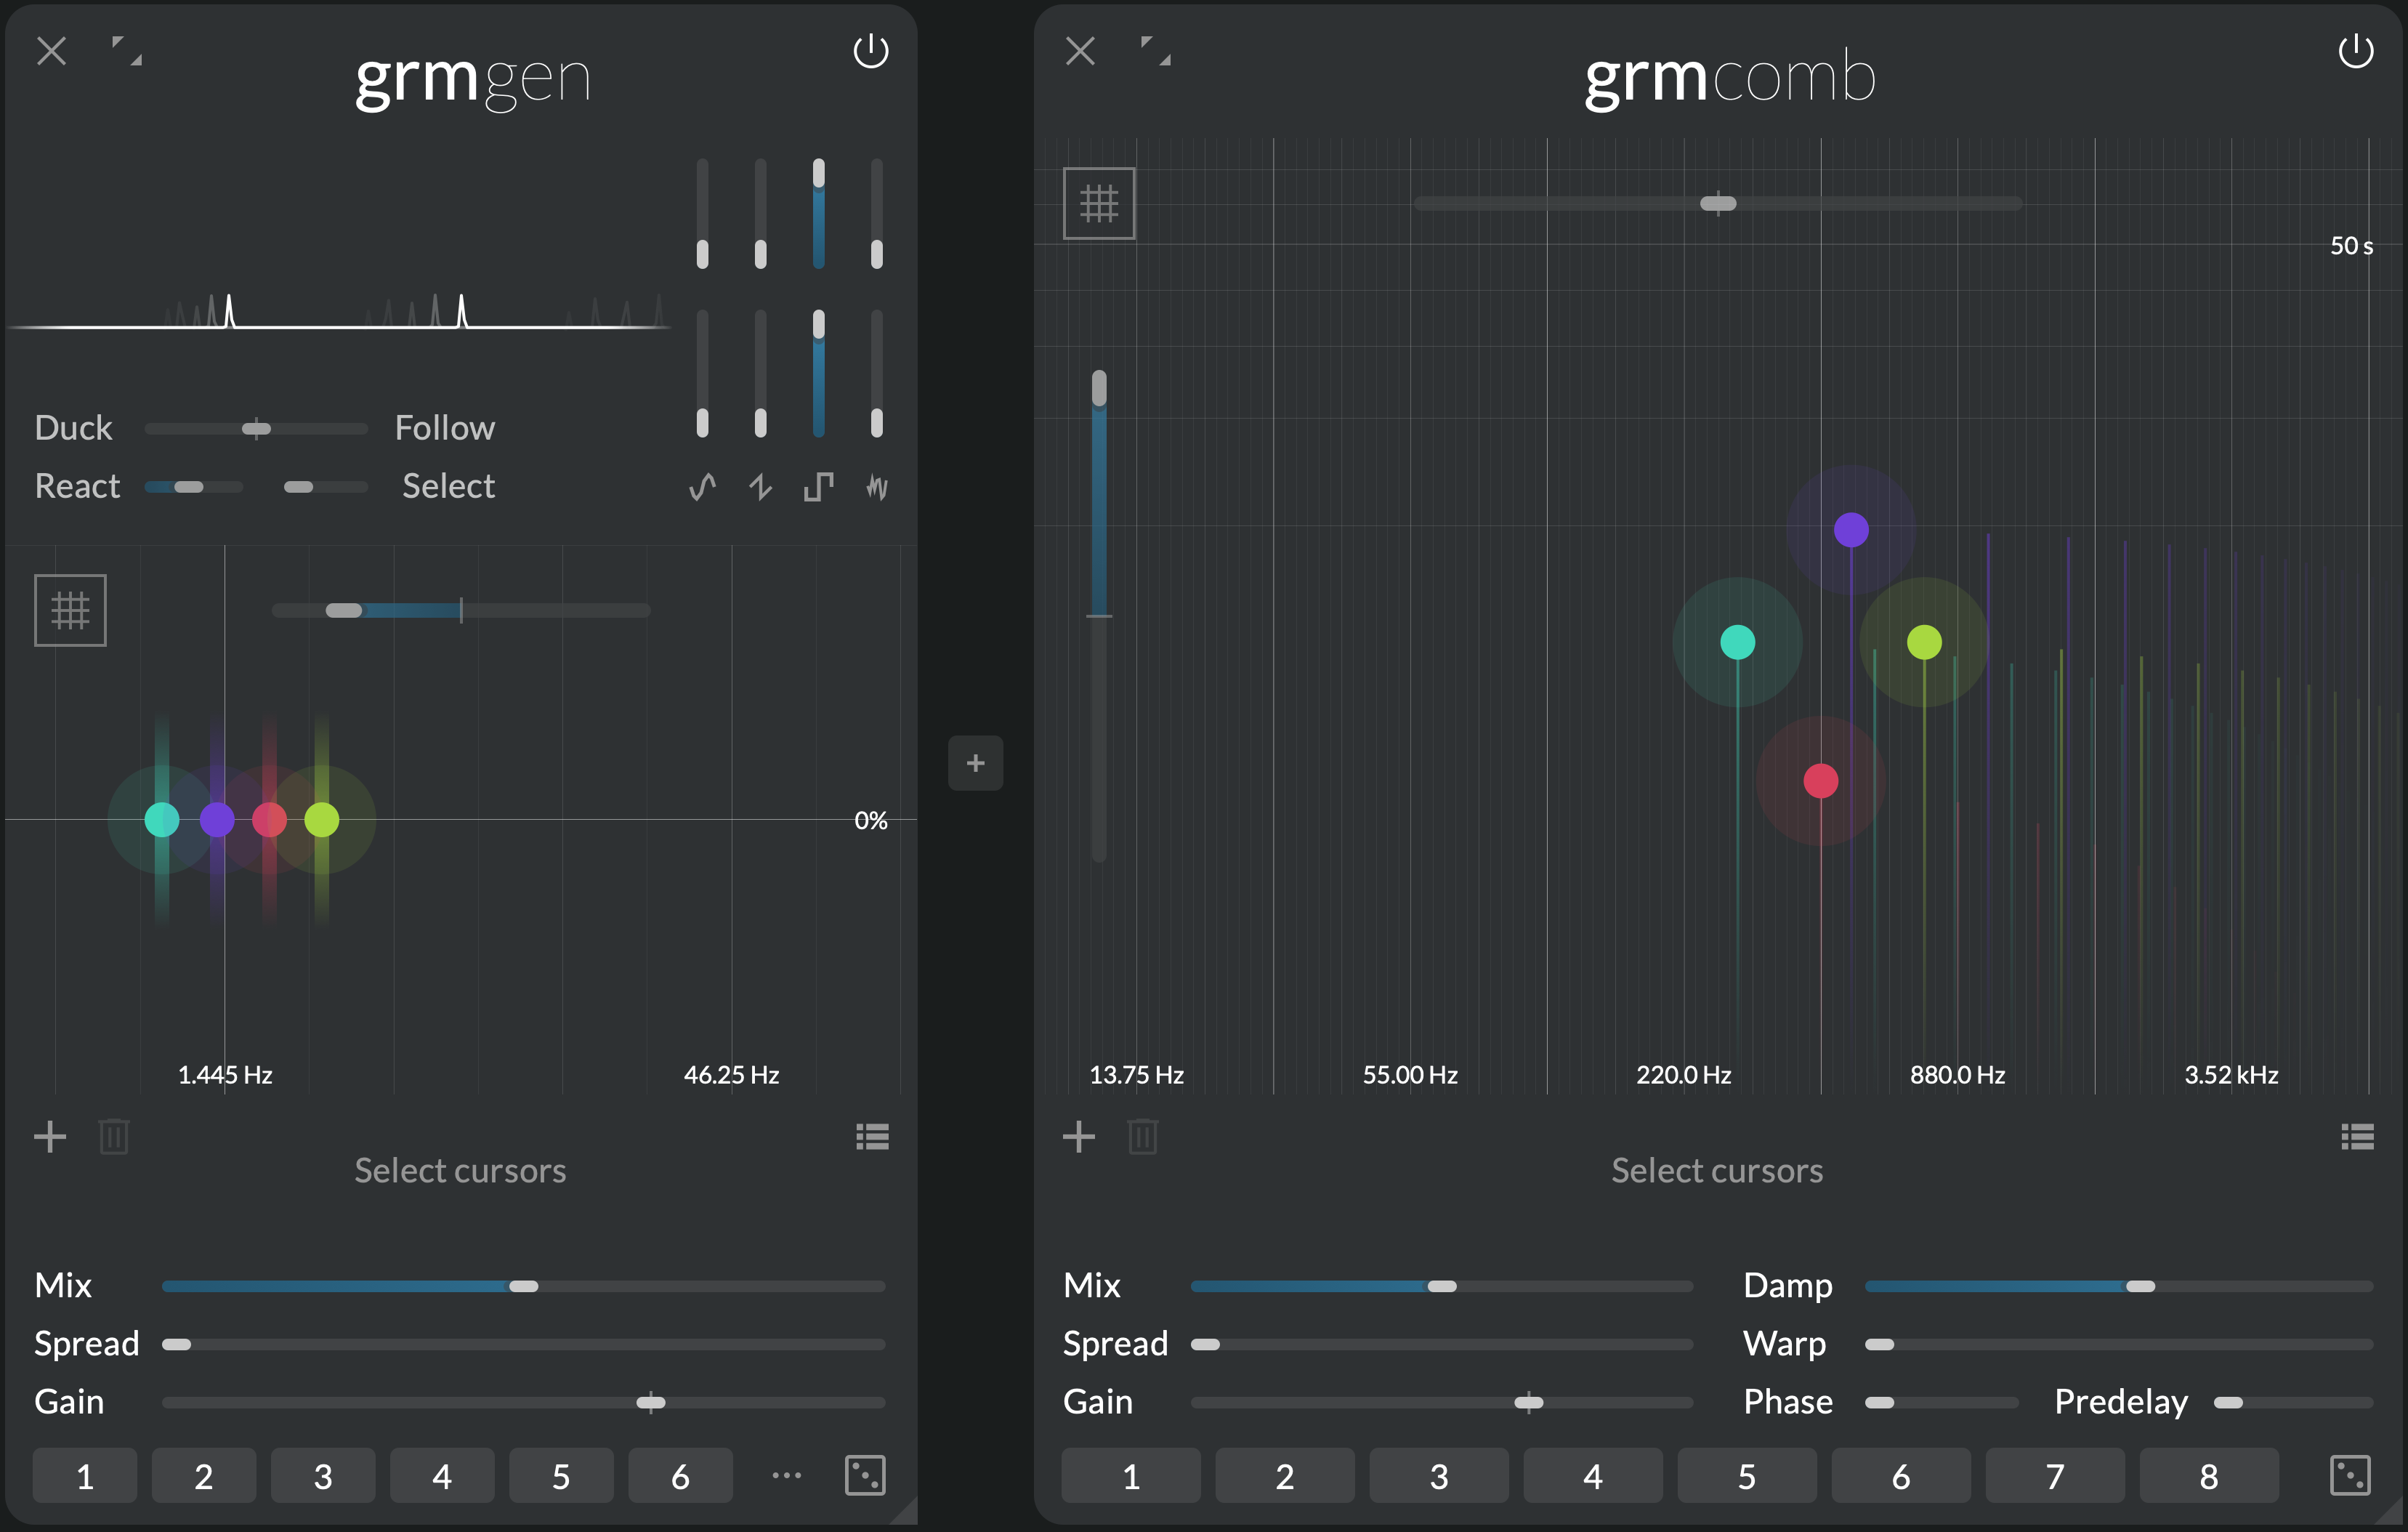 grmgen
Duck Follow
React Select
0%
1.445 Hz 46.25 Hz
Select cursors
Mix
Spread
Gain
1 2 3 4 5 6 ...
+
grmcomb
50 s
13.75 Hz 55.00 Hz 220.0 Hz 880.0 Hz 3.52 kHz
Select cursors
Mix Damp
Spread Warp
Gain Phase Predelay
1 2 3 4 5 6 7 8